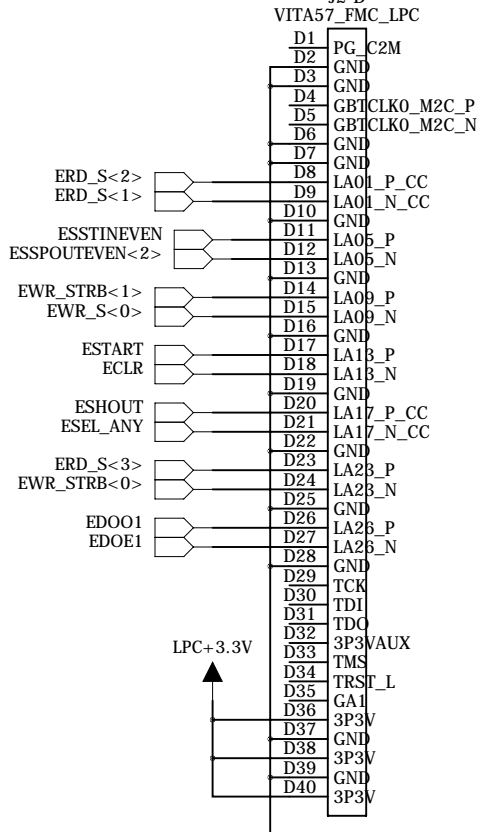 J2-D
VITA57_FMC_LPC
D1 PG_C2M
D2 GND
D3 GND
D4 GBTCLK0_M2C_P
D5 GBTCLK0_M2C_N
D6 GND
D7 GND
ERD_S<2> D8 LA01_P_CC
ERD_S<1> D9 LA01_N_CC
D10 GND
ESSTINEVEN D11 LA05_P
ESSPOUTEVEN<2> D12 LA05_N
D13 GND
EWR_STRB<1> D14 LA09_P
EWR_S<0> D15 LA09_N
D16 GND
ESTART D17 LA13_P
ECLR D18 LA13_N
D19 GND
ESHOUT D20 LA17_P_CC
ESEL_ANY D21 LA17_N_CC
D22 GND
ERD_S<3> D23 LA23_P
EWR_STRB<0> D24 LA23_N
D25 GND
EDOO1 D26 LA26_P
EDOE1 D27 LA26_N
D28 GND
D29 TCK
D30 TDI
D31 TDO
D32 3P3VAUX
LPC+3.3V D33 TMS
D34 TRST_L
D35 GA1
D36 3P3V
D37 GND
D38 3P3V
D39 GND
D40 3P3V